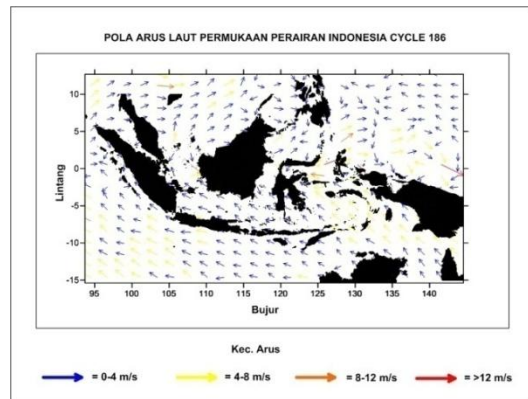 POLA ARUS LAUT PERMUKAAN PERAIRAN INDONESIA CYCLE 186
Lintang
10
5
0
-5
-10
-15
95 100 105 110 115 120 125 130 135 140
Bujur
Kec. Arus
= 0-4 m/s = 4-8 m/s = 8-12 m/s = >12 m/s